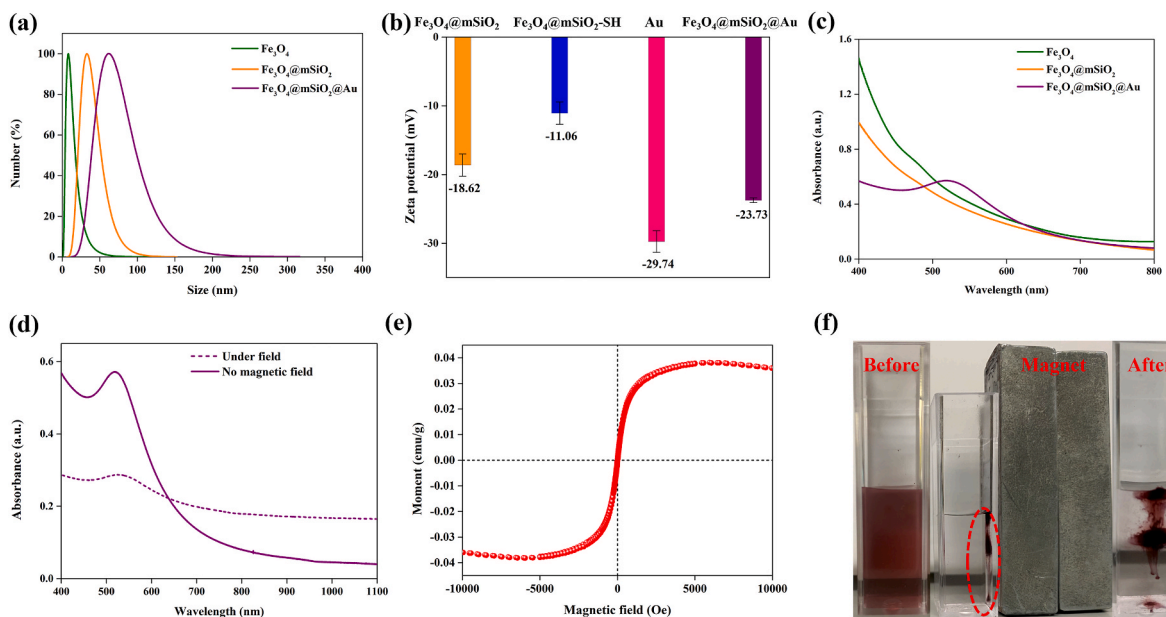 (a)
Fe₃O₄
Fe₃O₄@mSiO₂
Fe₃O₄@mSiO₂@Au
Number (%)
100
80
60
40
20
0
0 50 100 150 200 250 300 350 400
Size (nm)
(b)
Fe₃O₄@mSiO₂ Fe₃O₄@mSiO₂-SH Au Fe₃O₄@mSiO₂@Au
Zeta potential (mV)
0
-10
-20
-30
-18.62
-11.06
-29.74
-23.73
(c)
Fe₃O₄
Fe₃O₄@mSiO₂
Fe₃O₄@mSiO₂@Au
Absorbance (a.u.)
1.6
1.2
0.8
0.4
0.0
400 500 600 700 800
Wavelength (nm)
(d)
Under field
No magnetic field
Absorbance (a.u.)
0.6
0.4
0.2
0.0
400 500 600 700 800 900 1000 1100
Wavelength (nm)
(e)
Moment (emu/g)
0.04
0.03
0.01
0.00
-0.01
-0.03
-0.04
-10000 -5000 0 5000 10000
Magnetic field (Oe)
(f)
Before
Magnet
After